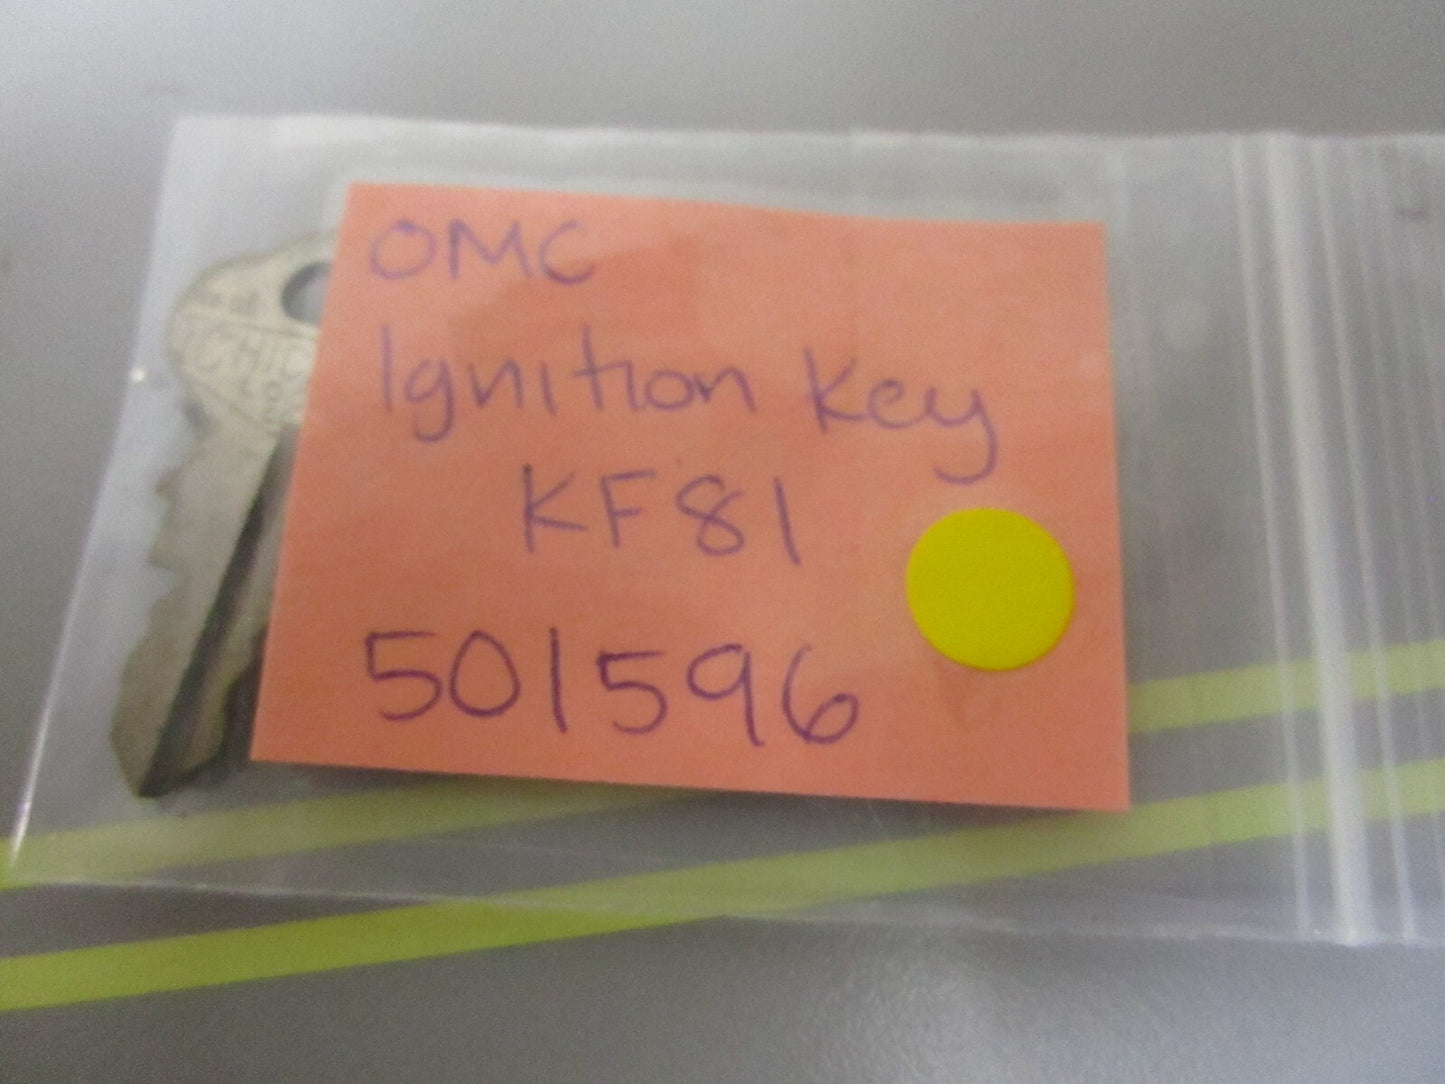 OMC
Ignition Key
KF81
501596